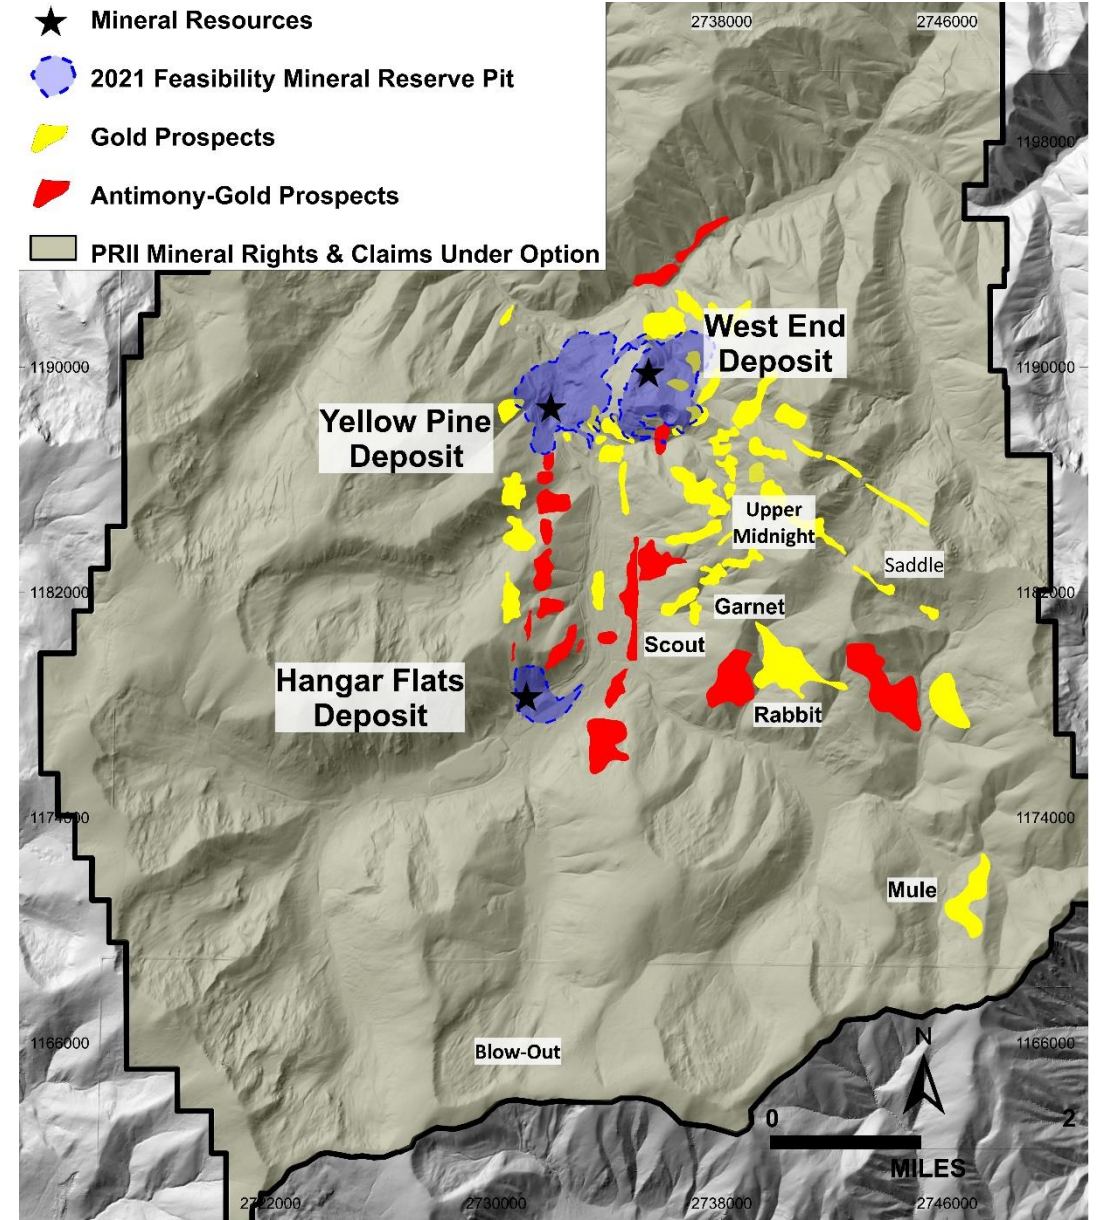 Mineral Resources
2021 Feasibility Mineral Reserve Pit
Gold Prospects
Antimony-Gold Prospects
PRII Mineral Rights & Claims Under Option
2738000
2746000
1198000
West End
Deposit
1190000
1190000
Yellow Pine
Deposit
Upper
Midnight
Saddle
1182000
1182000
Garnet
Scout
Hangar Flats
Deposit
Rabbit
1174000
1174000
Mule
1166000
1166000
N
Blow-Out
0
2
MILES
2722000
2730000
2738000
2746000